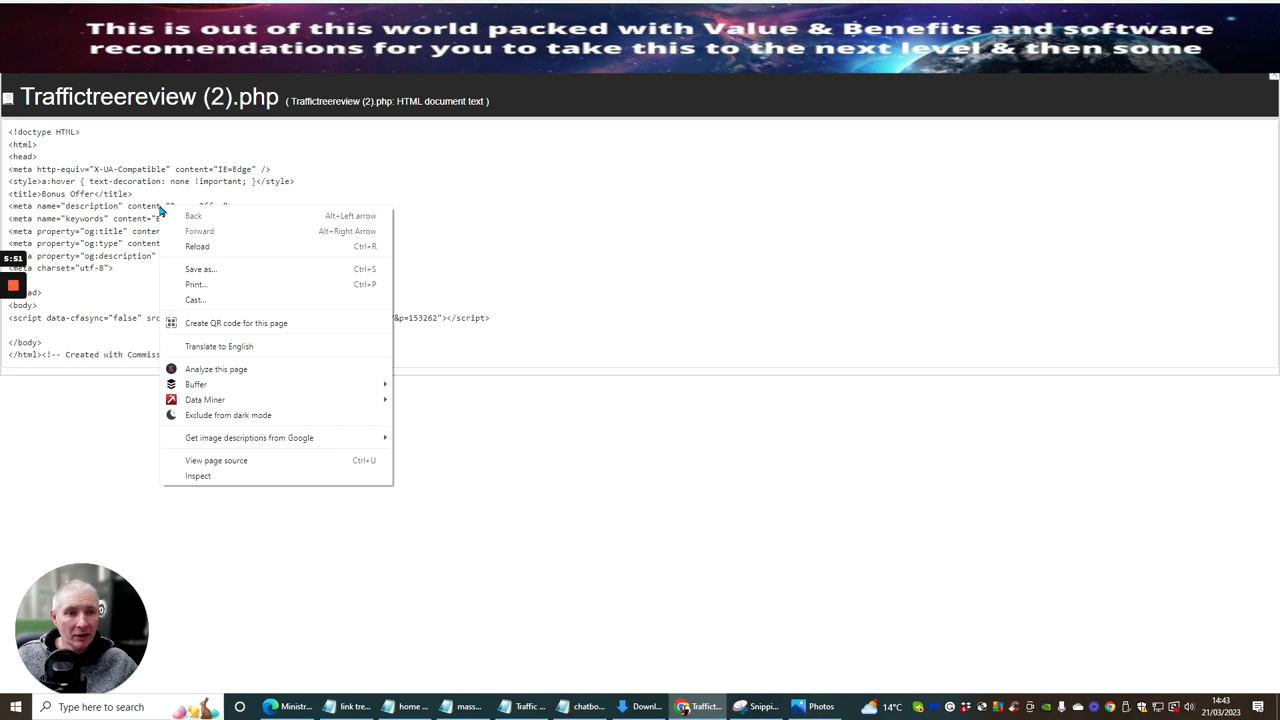 This is out of this world packed with Value & Benefits and software
recomendations for you to take this to the next level & then some
Traffictreereview (2).php ( Traffictreereview (2).php: HTML document text )
<!doctype HTML>
<html>
<head>
<meta http-equiv="X-UA-Compatible" content="IE=Edge" />
<style>a:hover { text-decoration: none !important; }</style>
<title>Bonus Offer</title>
<meta name="description" content=
<meta name="keywords" content=
<meta property="og:title" content
<meta property="og:type" content
<meta property="og:description"
<meta charset="utf-8">
ad>
<body>
<script data-cfasync="false" src &p=153262"></script>
</body>
</html><!-- Created with Commiss
Back Alt+Left arrow
Forward Alt+Right Arrow
Reload Ctrl+R
Save as... Ctrl+S
Print... Ctrl+P
Cast...
Create QR code for this page
Translate to English
Analyze this page
Buffer
Data Miner
Exclude from dark mode
Get image descriptions from Google
View page source Ctrl+U
Inspect
5:51
Type here to search
Ministr...
link tre...
home ...
mass...
Traffic ...
chatbo...
Downl...
Traffict...
Snippi...
Photos
14°C
14:43
21/03/2023